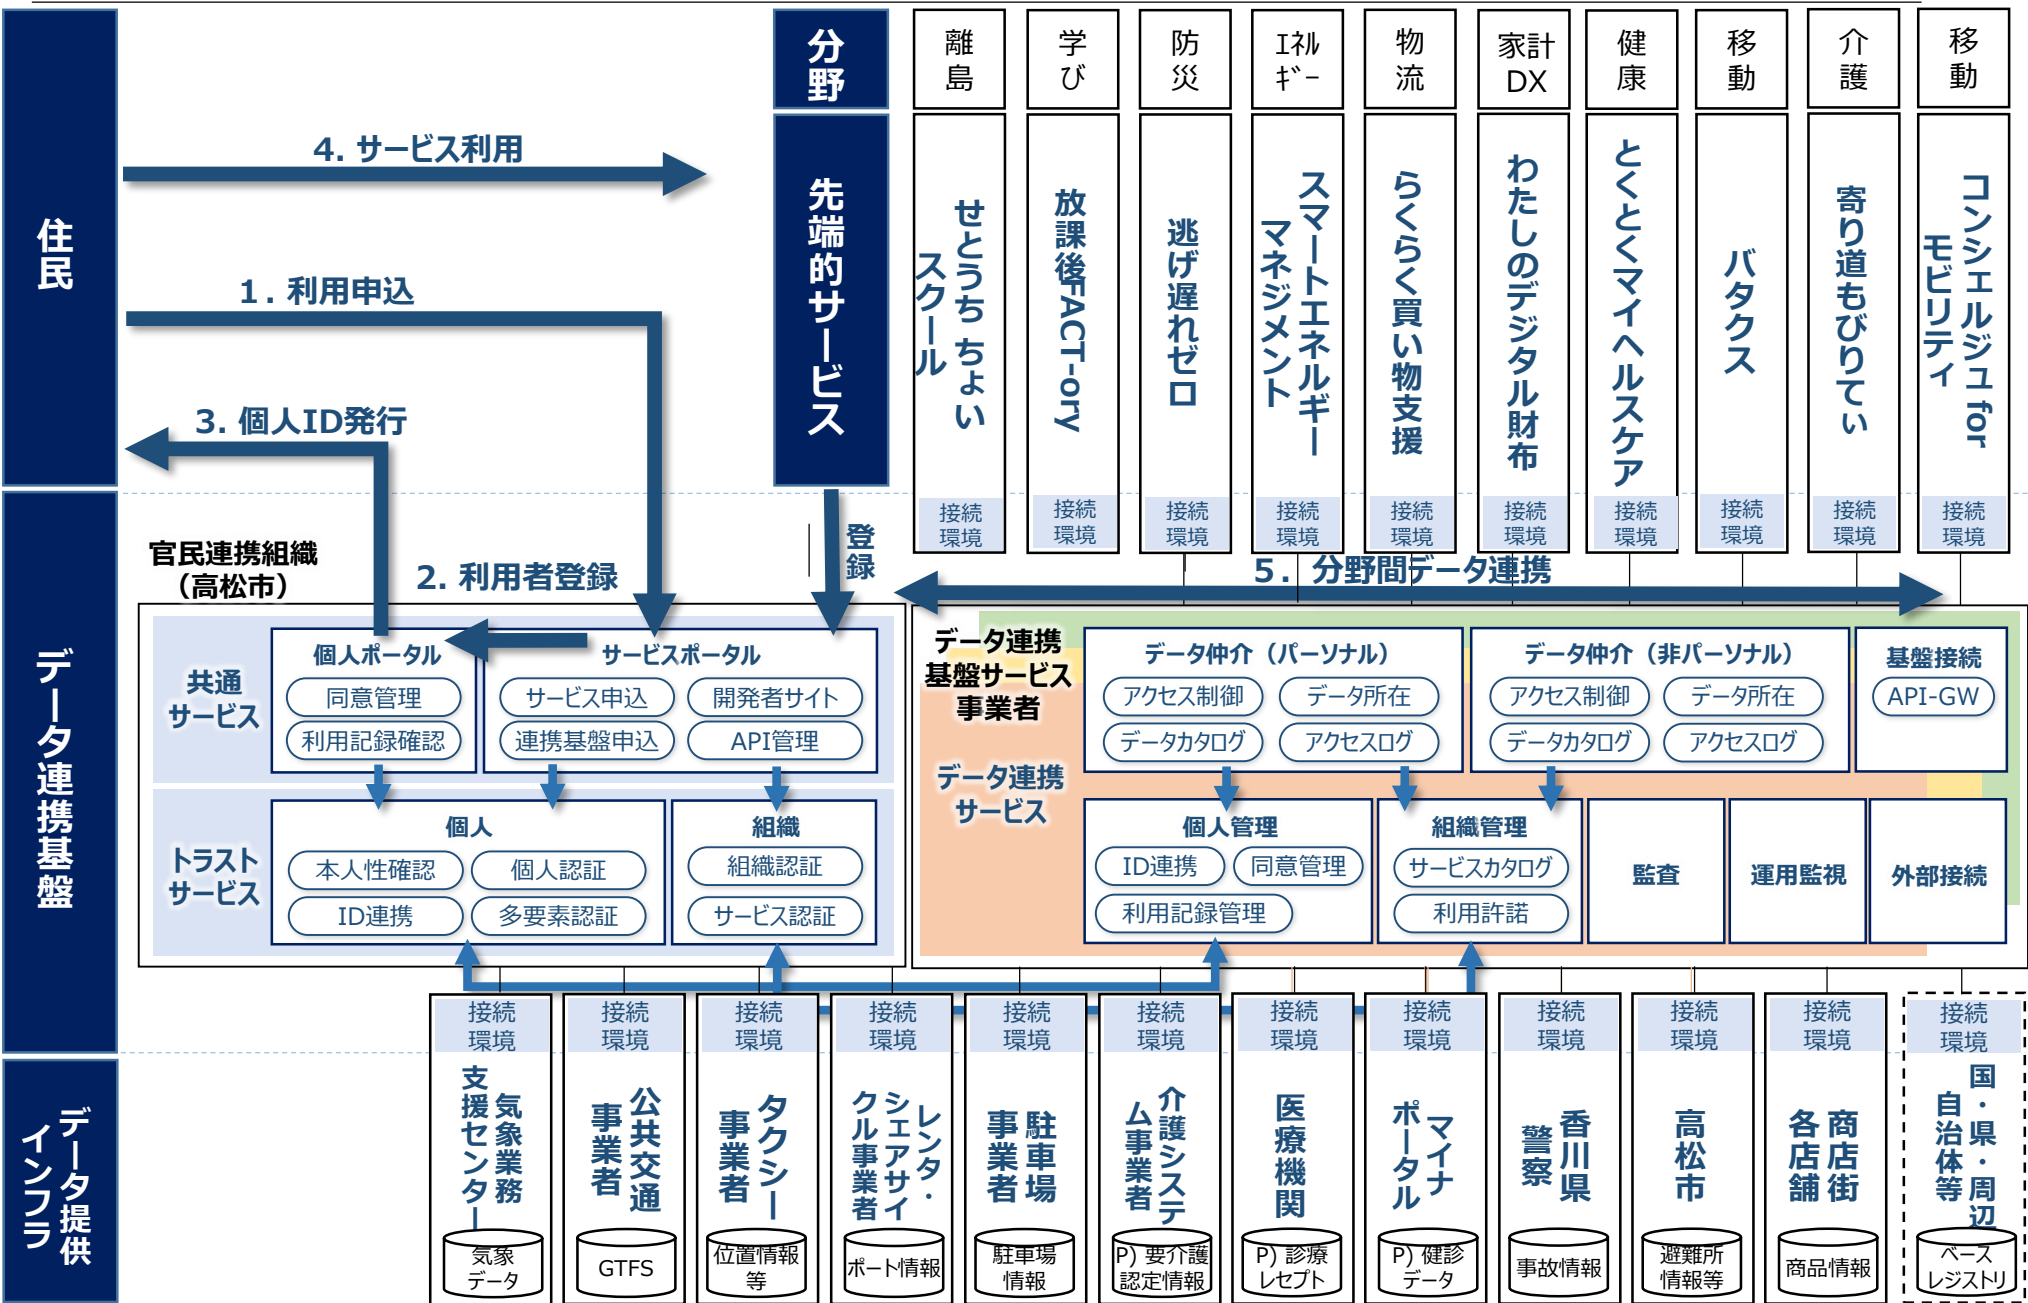 分野
離島
学び
防災
ｴﾈﾙｷﾞｰ
物流
家計DX
健康
移動
介護
移動
住民
先端的サービス
せとうち ちょい
スクール
放課後FACT-ory
逃げ遅れゼロ
スマートエネルギー
マネジメント
らくらく買い物支援
わたしのデジタル財布
とくとくマイヘルスケア
バタクス
寄り道もびりてぃ
コンシェルジュ for
モビリティ
接続
環境
接続
環境
接続
環境
接続
環境
接続
環境
接続
環境
接続
環境
接続
環境
接続
環境
接続
環境
4. サービス利用
１. 利用申込
3. 個人ID発行
2. 利用者登録
登録
５. 分野間データ連携
データ連携基盤
官民連携組織
（高松市）
共通
サービス
個人ポータル
同意管理
利用記録確認
サービスポータル
サービス申込
開発者サイト
連携基盤申込
API管理
トラスト
サービス
個人
本人性確認
個人認証
ID連携
多要素認証
組織
組織認証
サービス認証
データ連携
基盤サービス
事業者
データ連携
サービス
データ仲介（パーソナル）
アクセス制御
データ所在
データカタログ
アクセスログ
データ仲介（非パーソナル）
アクセス制御
データ所在
データカタログ
アクセスログ
基盤接続
API-GW
個人管理
ID連携
同意管理
利用記録管理
組織管理
サービスカタログ
利用許諾
監査
運用監視
外部接続
データ提供
インフラ
接続
環境
気象業務
支援センター
気象
データ
接続
環境
公共交通
事業者
GTFS
接続
環境
タクシー
事業者
位置情報
等
接続
環境
レンタ・
シェアサイ
クル事業者
ポート情報
接続
環境
駐車場
事業者
駐車場
情報
接続
環境
介護システ
ム事業者
P) 要介護
認定情報
接続
環境
医療機関
P) 診療
レセプト
接続
環境
マイナ
ポータル
P) 健診
データ
接続
環境
香川県
警察
事故情報
接続
環境
高松市
避難所
情報等
接続
環境
商店街
各店舗
商品情報
接続
環境
国・県・周辺
自治体等
ベース
レジストリ